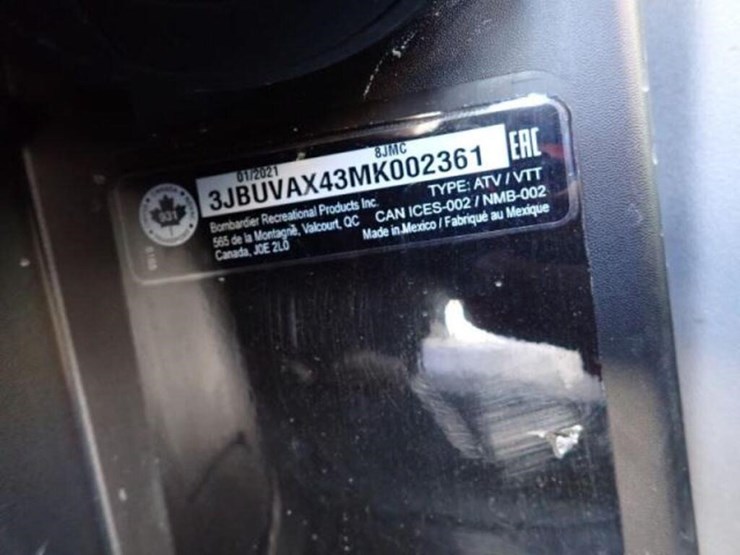 01/2021 8JMC
3JBUVAX43MK002361 EAC
Bombardier Recreational Products Inc. TYPE: ATV / VTT
565 de la Montagne, Valcourt, QC CAN ICES-002 / NMB-002
Canada, J0E 2L0 Made in Mexico / Fabriqué au Mexique
931